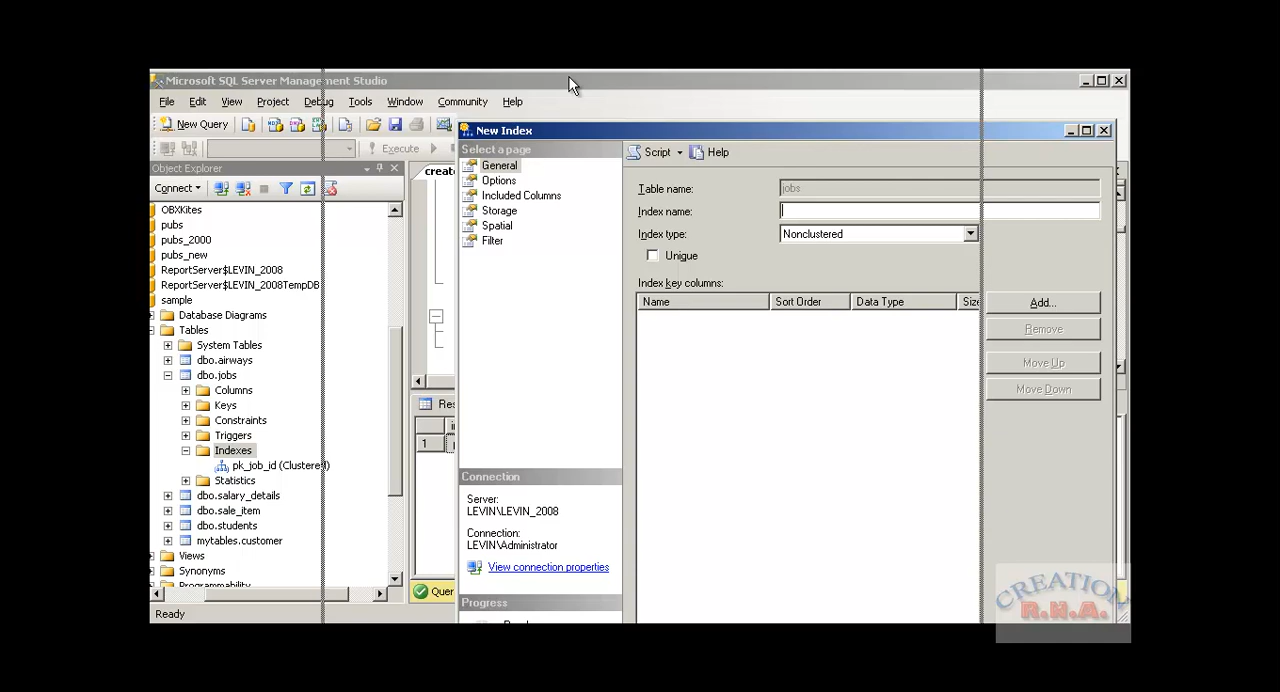 Microsoft SQL Server Management Studio
File Edit View Project Debug Tools Window Community Help
New Query
Execute
Object Explorer
Connect
OBXKites
pubs
pubs_2000
pubs_new
ReportServer$LEVIN_2008
ReportServer$LEVIN_2008TempDB
sample
Database Diagrams
Tables
System Tables
dbo.airways
dbo.jobs
Columns
Keys
Constraints
Triggers
Indexes
pk_job_id (Clustered)
Statistics
dbo.salary_details
dbo.sale_item
dbo.students
mytables.customer
Views
Synonyms
Programmability
Ready
creat
Res
1
Quer
New Index
Select a page
General
Options
Included Columns
Storage
Spatial
Filter
Connection
Server:
LEVIN\LEVIN_2008
Connection:
LEVIN\Administrator
View connection properties
Progress
Script Help
Table name: jobs
Index name:
Index type: Nonclustered
Unique
Index key columns:
Name Sort Order Data Type Size
Add...
Remove
Move Up
Move Down
CREATION
R.N.A.